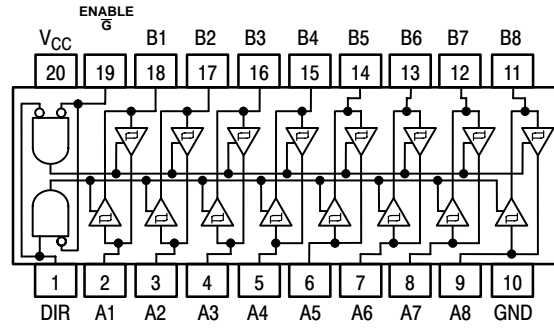 ENABLE
VCC G̅ B1 B2 B3 B4 B5 B6 B7 B8
20 19 18 17 16 15 14 13 12 11
1 2 3 4 5 6 7 8 9 10
DIR A1 A2 A3 A4 A5 A6 A7 A8 GND